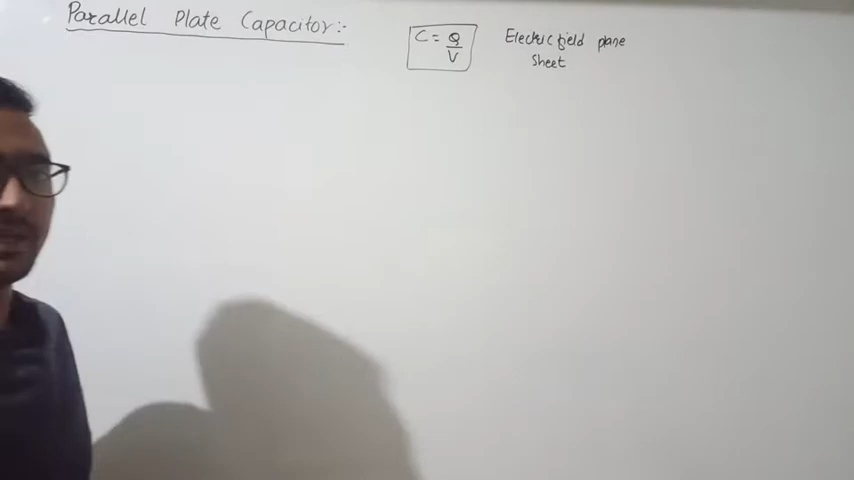 Parallel Plate Capacitor:-
C = Q/V
Electric field plane
Sheet